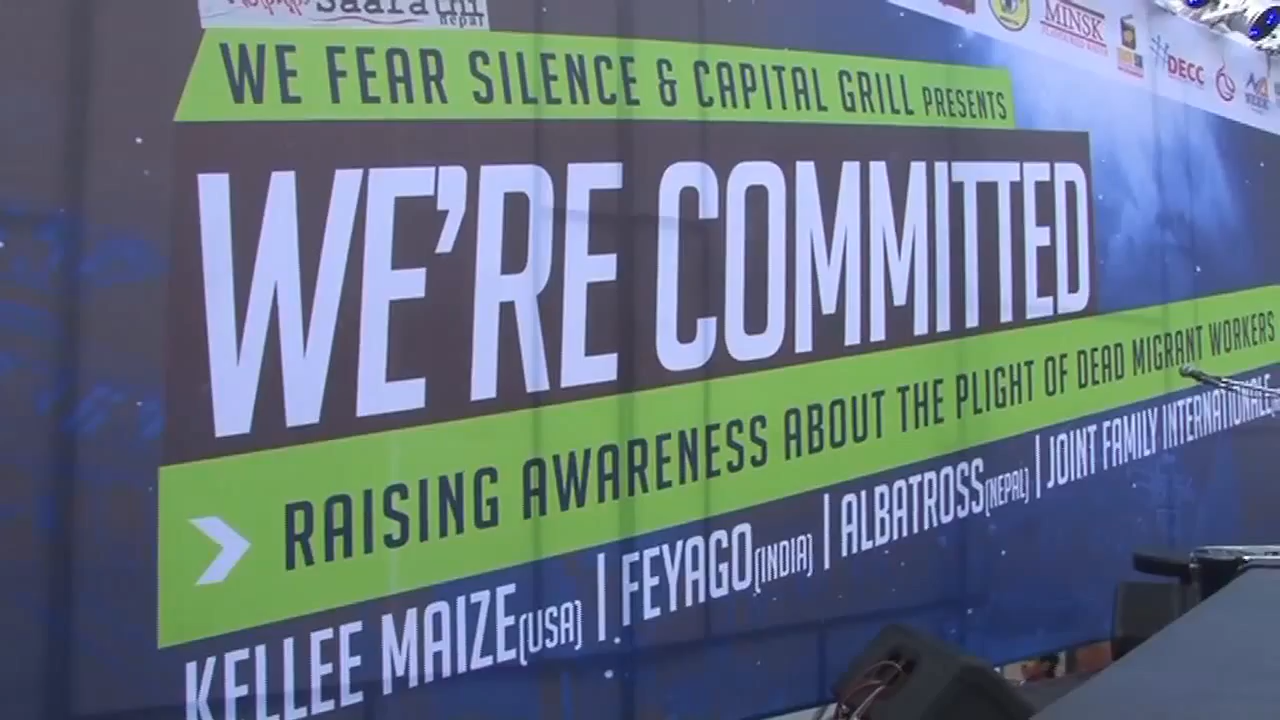 Saarathi
nepal
MINSK
#DECC
WE FEAR SILENCE & CAPITAL GRILL PRESENTS
WE'RE COMMITTED
RAISING AWARENESS ABOUT THE PLIGHT OF DEAD MIGRANT WORKERS
KELLEE MAIZE(USA) | FEYAGO(INDIA) | ALBATROSS(NEPAL) | JOINT FAMILY INTERNATIONALE